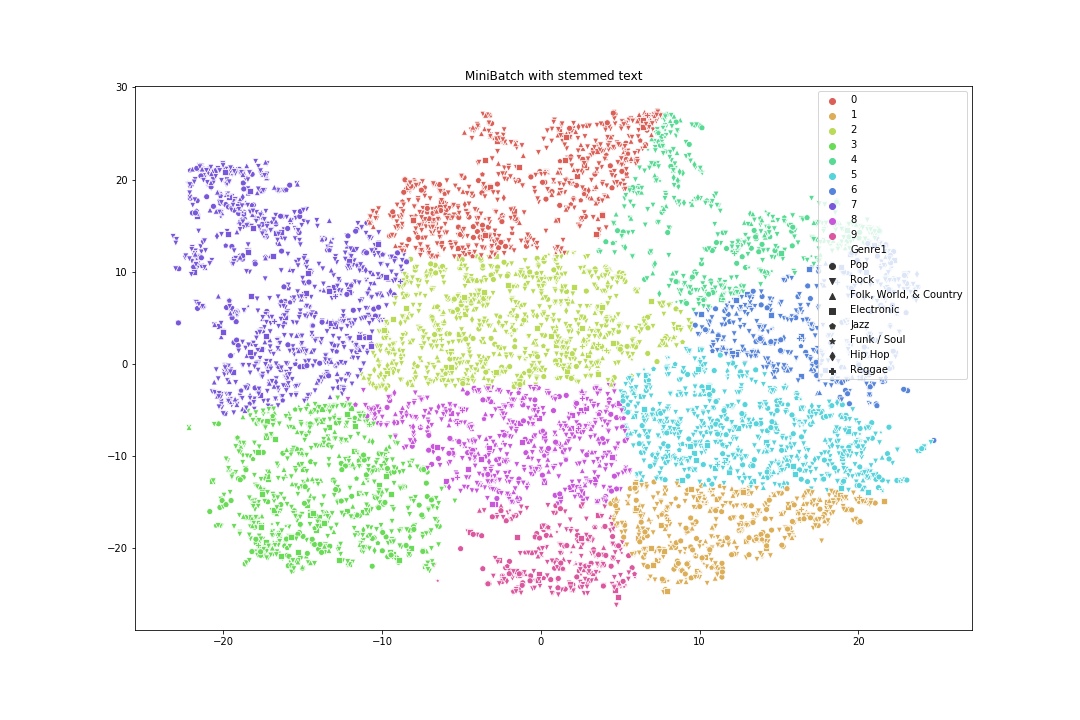 MiniBatch with stemmed text
30
20
10
0
−10
−20
−20
−10
0
10
20
0
1
2
3
4
5
6
7
8
9
Genre1
Pop
Rock
Folk, World, & Country
Electronic
Jazz
Funk / Soul
Hip Hop
Reggae